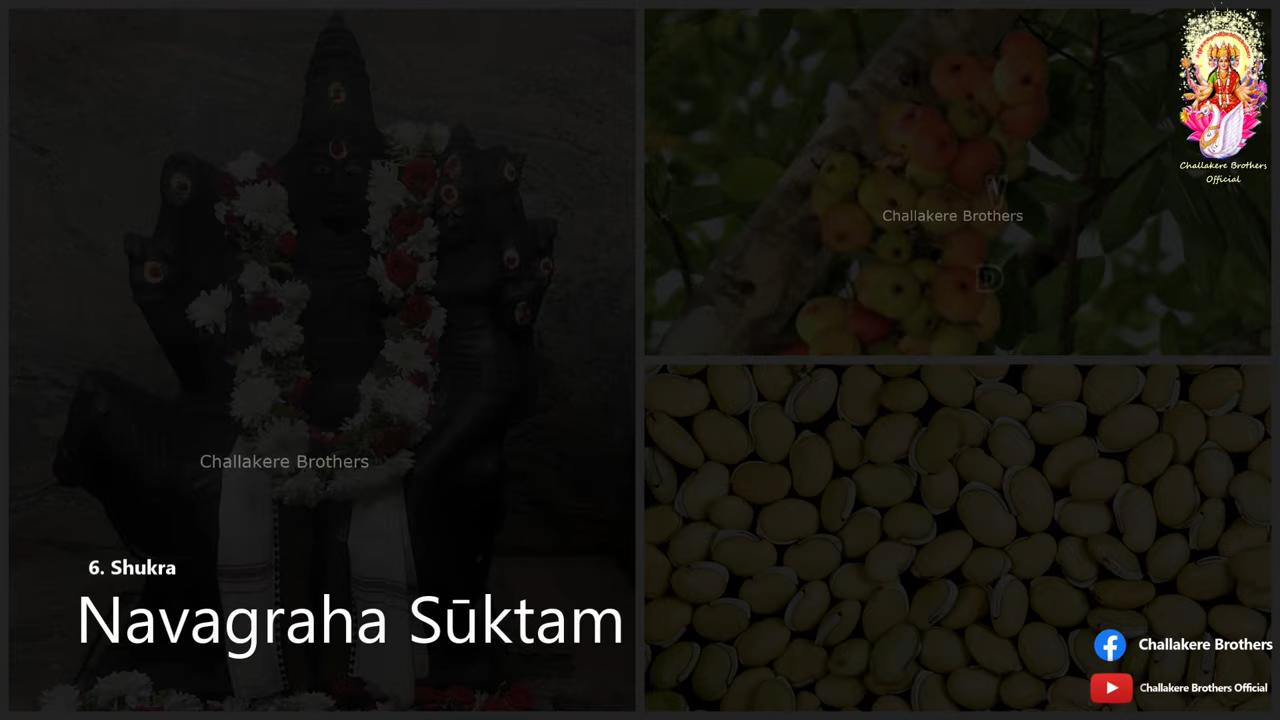 Challakere Brothers
Official
Challakere Brothers
Challakere Brothers
6. Shukra
Navagraha Sūktam
Challakere Brothers
Challakere Brothers Official